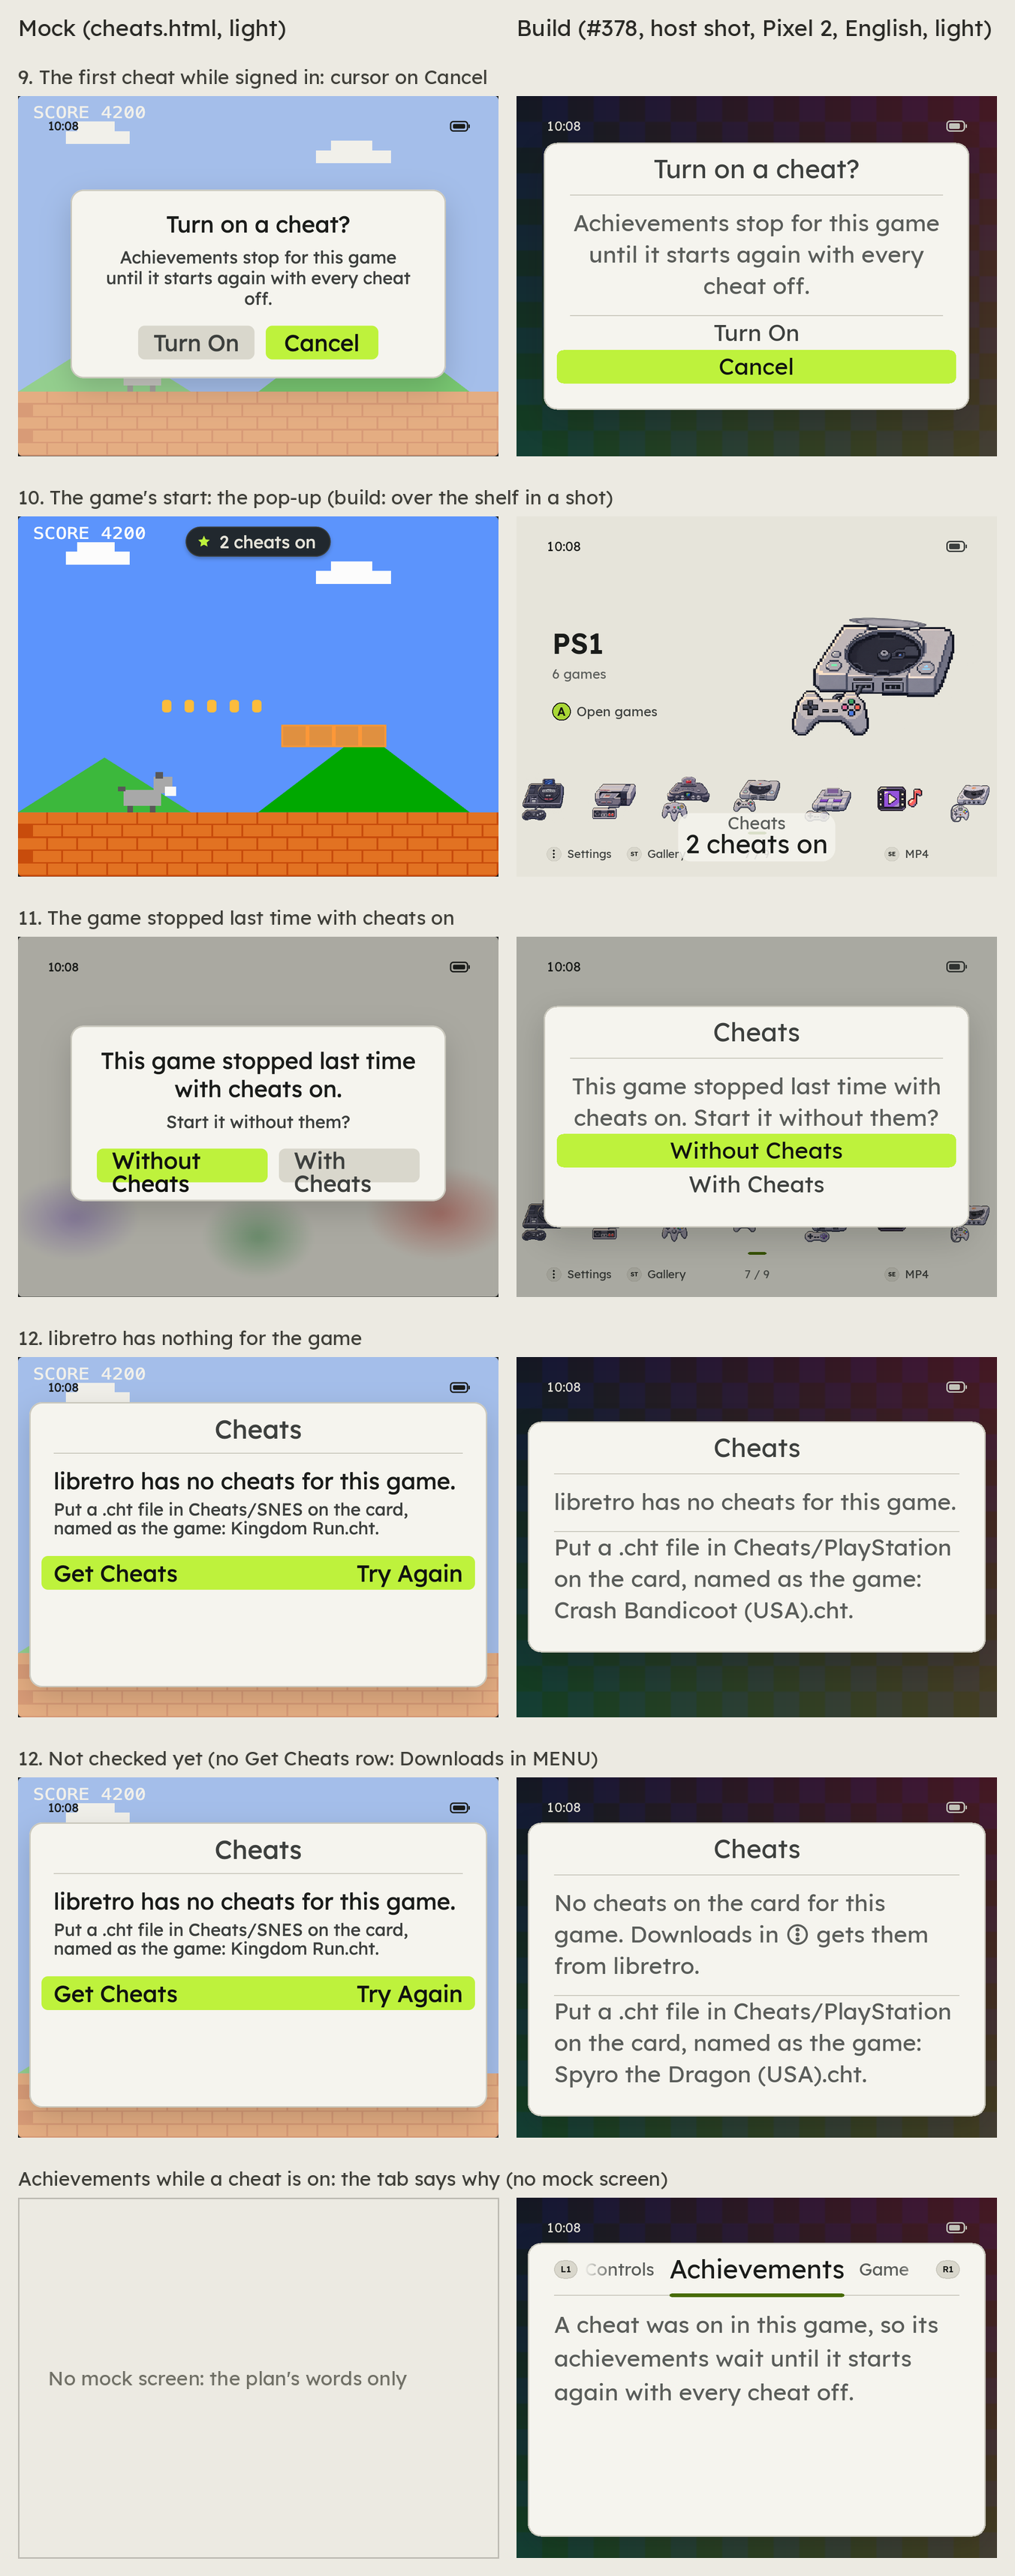 Mock (cheats.html, light)
Build (#378, host shot, Pixel 2, English, light)
9. The first cheat while signed in: cursor on Cancel
SCORE 4200
10:08
Turn on a cheat?
Achievements stop for this game
until it starts again with every cheat
off.
Turn On
Cancel
10:08
Turn on a cheat?
Achievements stop for this game
until it starts again with every
cheat off.
Turn On
Cancel
10. The game's start: the pop-up (build: over the shelf in a shot)
SCORE 4200
2 cheats on
10:08
PS1
6 games
A Open games
Cheats
2 cheats on
Settings
ST Gallery
SE MP4
11. The game stopped last time with cheats on
10:08
This game stopped last time
with cheats on.
Start it without them?
Without
Cheats
With
Cheats
10:08
Cheats
This game stopped last time with
cheats on. Start it without them?
Without Cheats
With Cheats
Settings
ST Gallery
7 / 9
SE MP4
12. libretro has nothing for the game
SCORE 4200
10:08
Cheats
libretro has no cheats for this game.
Put a .cht file in Cheats/SNES on the card,
named as the game: Kingdom Run.cht.
Get Cheats
Try Again
10:08
Cheats
libretro has no cheats for this game.
Put a .cht file in Cheats/PlayStation
on the card, named as the game:
Crash Bandicoot (USA).cht.
12. Not checked yet (no Get Cheats row: Downloads in MENU)
SCORE 4200
10:08
Cheats
libretro has no cheats for this game.
Put a .cht file in Cheats/SNES on the card,
named as the game: Kingdom Run.cht.
Get Cheats
Try Again
10:08
Cheats
No cheats on the card for this
game. Downloads in gets them
from libretro.
Put a .cht file in Cheats/PlayStation
on the card, named as the game:
Spyro the Dragon (USA).cht.
Achievements while a cheat is on: the tab says why (no mock screen)
No mock screen: the plan's words only
10:08
L1 Controls Achievements Game R1
A cheat was on in this game, so its
achievements wait until it starts
again with every cheat off.